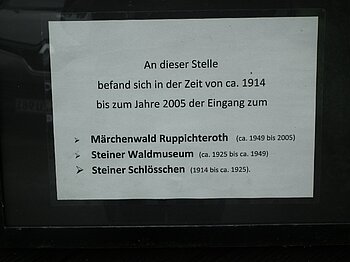 An dieser Stelle
befand sich in der Zeit von ca. 1914
bis zum Jahre 2005 der Eingang zum
➢ Märchenwald Ruppichteroth (ca. 1949 bis 2005)
➢ Steiner Waldmuseum (ca. 1925 bis ca. 1949)
➢ Steiner Schlösschen (1914 bis ca. 1925).